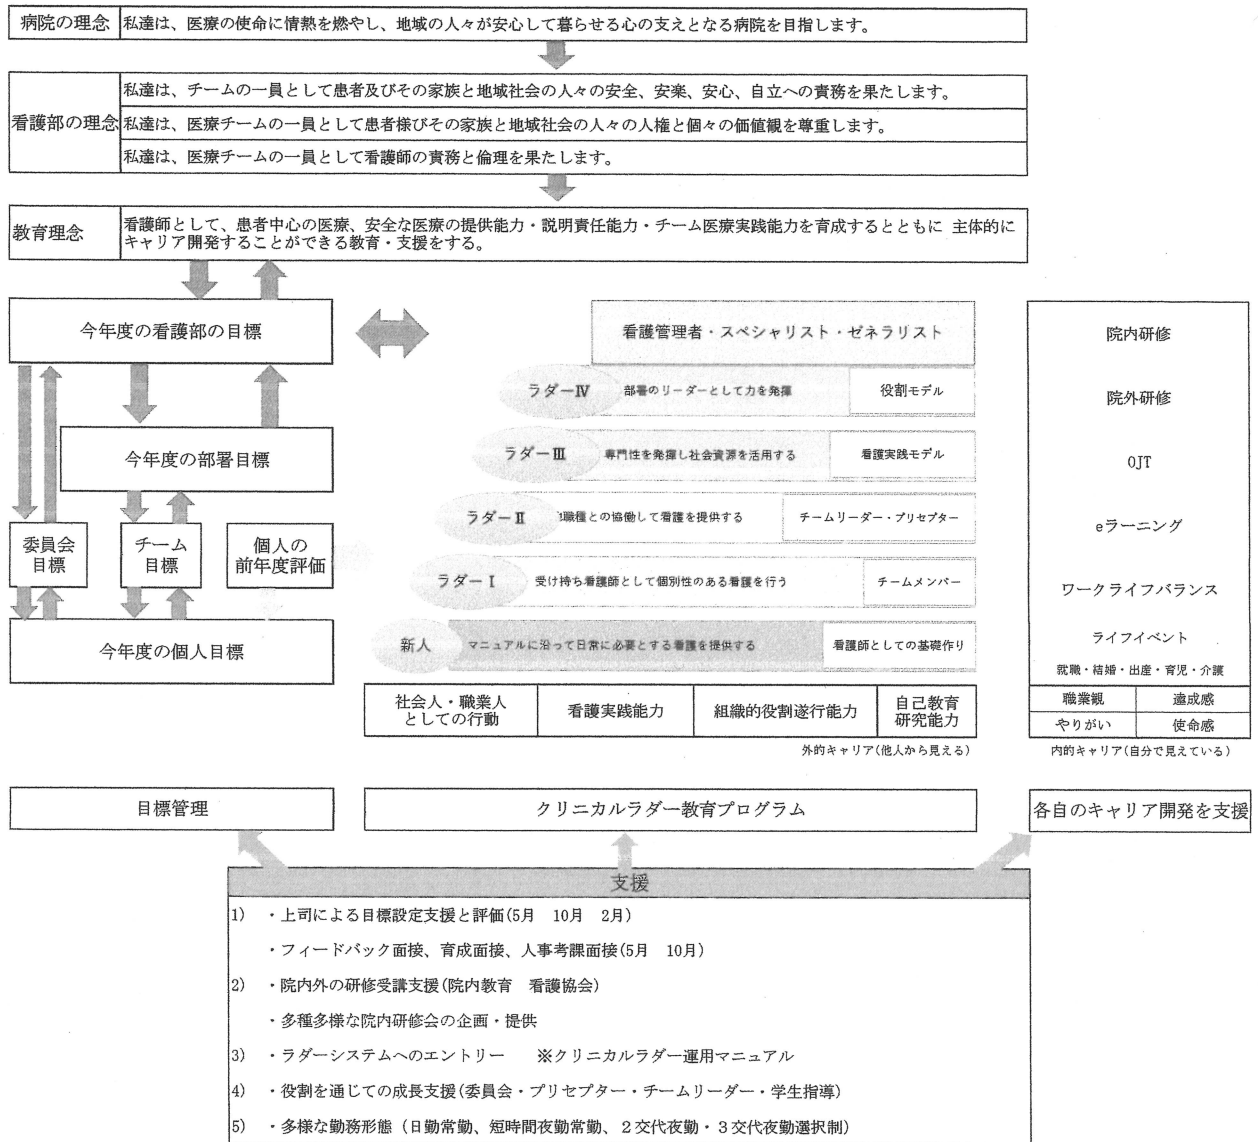 病院の理念
私達は、医療の使命に情熱を燃やし、地域の人々が安心して暮らせる心の支えとなる病院を目指します。
看護部の理念
私達は、チームの一員として患者及びその家族と地域社会の人々の安全、安楽、安心、自立への責務を果たします。
私達は、医療チームの一員として患者様びその家族と地域社会の人々の人権と個々の価値観を尊重します。
私達は、医療チームの一員として看護師の責務と倫理を果たします。
教育理念
看護師として、患者中心の医療、安全な医療の提供能力・説明責任能力・チーム医療実践能力を育成するとともに 主体的に
キャリア開発することができる教育・支援をする。
今年度の看護部の目標
今年度の部署目標
委員会
目標
チーム
目標
個人の
前年度評価
今年度の個人目標
看護管理者・スペシャリスト・ゼネラリスト
ラダーⅣ 部署のリーダーとして力を発揮 役割モデル
ラダーⅢ 専門性を発揮し社会資源を活用する 看護実践モデル
ラダーⅡ 職種との協働して看護を提供する チームリーダー・プリセプター
ラダーⅠ 受け持ち看護師として個別性のある看護を行う チームメンバー
新人 マニュアルに沿って日常に必要とする看護を提供する 看護師としての基礎作り
社会人・職業人
としての行動
看護実践能力
組織的役割遂行能力
自己教育
研究能力
外的キャリア(他人から見える)
院内研修
院外研修
OJT
eラーニング
ワークライフバランス
ライフイベント
就職・結婚・出産・育児・介護
職業観 達成感
やりがい 使命感
内的キャリア(自分で見えている)
目標管理
クリニカルラダー教育プログラム
各自のキャリア開発を支援
支援
1) ・上司による目標設定支援と評価(5月 10月 2月)
・フィードバック面接、育成面接、人事考課面接(5月 10月)
2) ・院内外の研修受講支援(院内教育 看護協会)
・多種多様な院内研修会の企画・提供
3) ・ラダーシステムへのエントリー ※クリニカルラダー運用マニュアル
4) ・役割を通じての成長支援(委員会・プリセプター・チームリーダー・学生指導)
5) ・多様な勤務形態（日勤常勤、短時間夜勤常勤、２交代夜勤・３交代夜勤選択制）